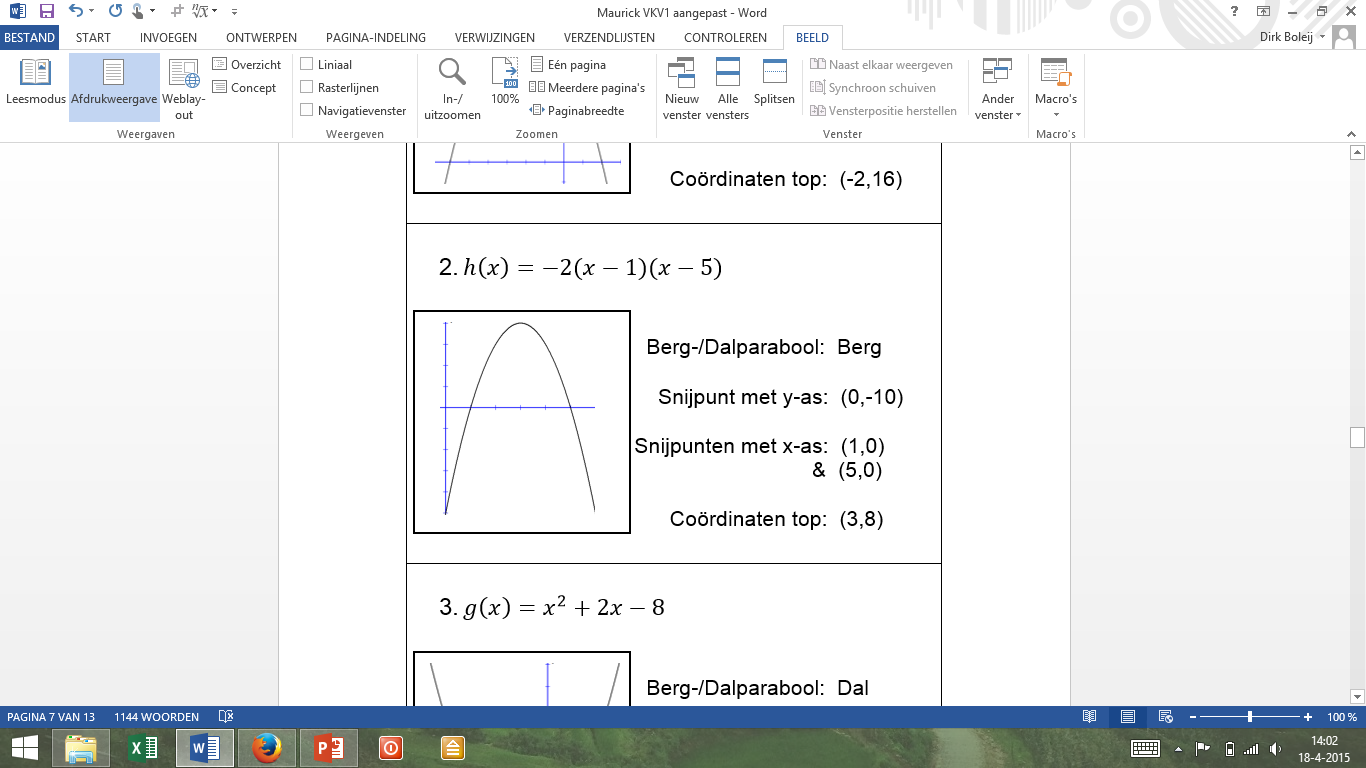 Maurick VKV1 aangepast - Word
BESTAND START INVOEGEN ONTWERPEN PAGINA-INDELING VERWIJZINGEN VERZENDLIJSTEN CONTROLEREN BEELD Dirk Boleij
Leesmodus
Afdrukweergave
Weblay-
out
Overzicht
Concept
Weergaven
Liniaal
Rasterlijnen
Navigatievenster
Weergeven
In-/
uitzoomen
100
100%
Eén pagina
Meerdere pagina's
Paginabreedte
Zoomen
Nieuw
venster
Alle
vensters
Splitsen
Naast elkaar weergeven
Synchroon schuiven
Vensterpositie herstellen
Venster
Ander
venster
Macro's
Macro's
Coördinaten top: (-2,16)
2. h(x) = −2(x − 1)(x − 5)
Berg-/Dalparabool: Berg
Snijpunt met y-as: (0,-10)
Snijpunten met x-as: (1,0)
& (5,0)
Coördinaten top: (3,8)
3. g(x) = x² + 2x − 8
Berg-/Dalparabool: Dal
PAGINA 7 VAN 13 1144 WOORDEN 100 %
14:02
18-4-2015